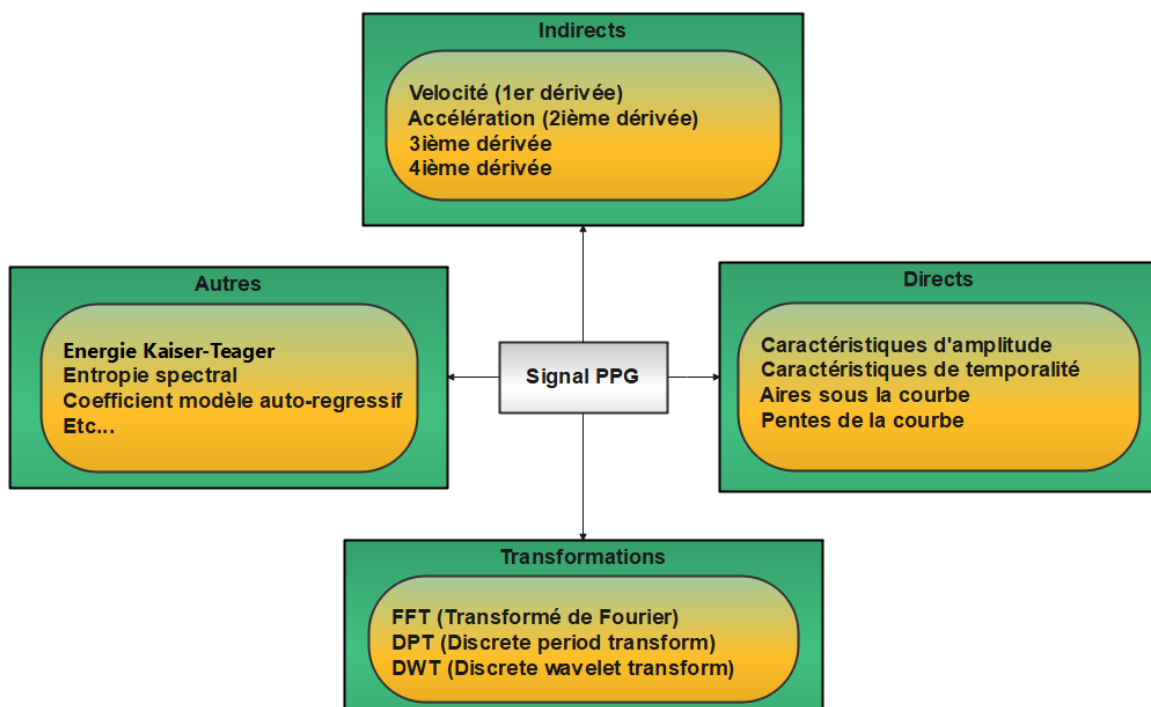 Indirects
Velocité (1er dérivée)
Accélération (2ième dérivée)
3ième dérivée
4ième dérivée
Autres
Energie Kaiser-Teager
Entropie spectral
Coefficient modèle auto-regressif
Etc...
Signal PPG
Directs
Caractéristiques d'amplitude
Caractéristiques de temporalité
Aires sous la courbe
Pentes de la courbe
Transformations
FFT (Transformé de Fourier)
DPT (Discrete period transform)
DWT (Discrete wavelet transform)